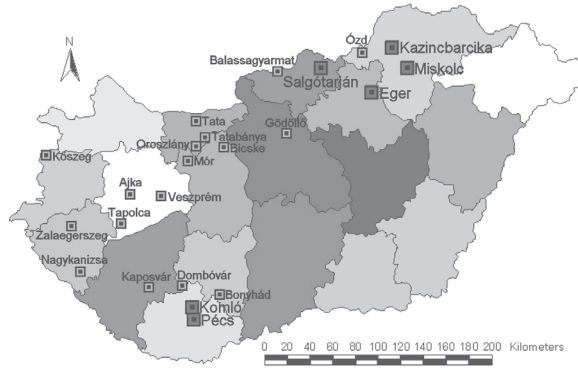 N
Ózd
Kazincbarcika
Balassagyarmat
Miskolc
Salgótarján
Eger
Tata
Gödöllő
Tatabánya
Oroszlány
Bicske
Kőszeg
Mór
Ajka
Veszprém
Tapolca
Zalaegerszeg
Nagykanizsa
Kaposvár
Dombóvár
Bonyhád
Komló
Pécs
0 20 40 60 80 100 120 140 160 180 200 Kilometers